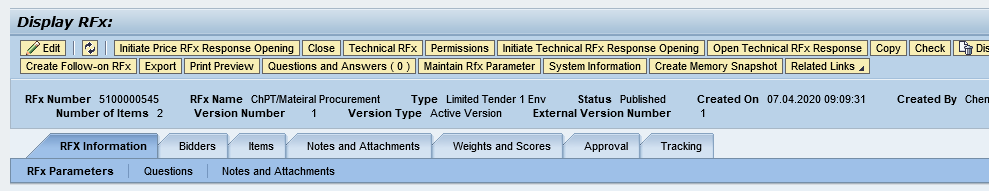 Display RFx:
Edit Initiate Price RFx Response Opening Close Technical RFx Permissions Initiate Technical RFx Response Opening Open Technical RFx Response Copy Check Dis
Create Follow-on RFx Export Print Preview Questions and Answers ( 0 ) Maintain Rfx Parameter System Information Create Memory Snapshot Related Links
RFx Number 5100000545 RFx Name ChPT/Mateiral Procurement Type Limited Tender 1 Env Status Published Created On 07.04.2020 09:09:31 Created By Chen
Number of Items 2 Version Number 1 Version Type Active Version External Version Number 1
RFX Information Bidders Items Notes and Attachments Weights and Scores Approval Tracking
RFx Parameters Questions Notes and Attachments